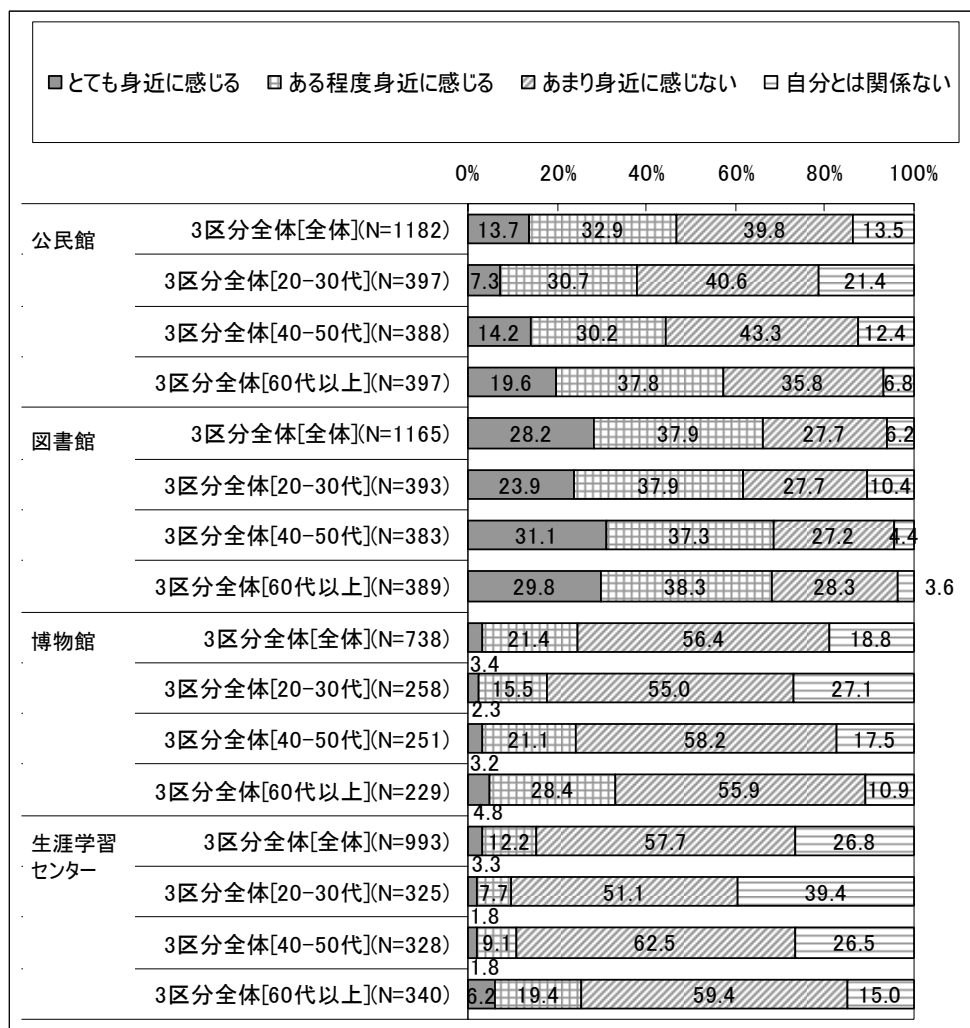 ■とても身近に感じる 田ある程度身近に感じる ▨あまり身近に感じない 日自分とは関係ない
0% 20% 40% 60% 80% 100%
公民館
3区分全体[全体](N=1182) 13.7 32.9 39.8 13.5
3区分全体[20-30代](N=397) 7.3 30.7 40.6 21.4
3区分全体[40-50代](N=388) 14.2 30.2 43.3 12.4
3区分全体[60代以上](N=397) 19.6 37.8 35.8 6.8
図書館
3区分全体[全体](N=1165) 28.2 37.9 27.7 6.2
3区分全体[20-30代](N=393) 23.9 37.9 27.7 10.4
3区分全体[40-50代](N=383) 31.1 37.3 27.2 4.4
3区分全体[60代以上](N=389) 29.8 38.3 28.3 3.6
博物館
3区分全体[全体](N=738) 21.4 56.4 18.8
3.4
3区分全体[20-30代](N=258) 15.5 55.0 27.1
2.3
3区分全体[40-50代](N=251) 21.1 58.2 17.5
3.2
3区分全体[60代以上](N=229) 28.4 55.9 10.9
4.8
生涯学習
センター
3区分全体[全体](N=993) 12.2 57.7 26.8
3.3
3区分全体[20-30代](N=325) 7.7 51.1 39.4
1.8
3区分全体[40-50代](N=328) 9.1 62.5 26.5
1.8
3区分全体[60代以上](N=340) 6.2 19.4 59.4 15.0